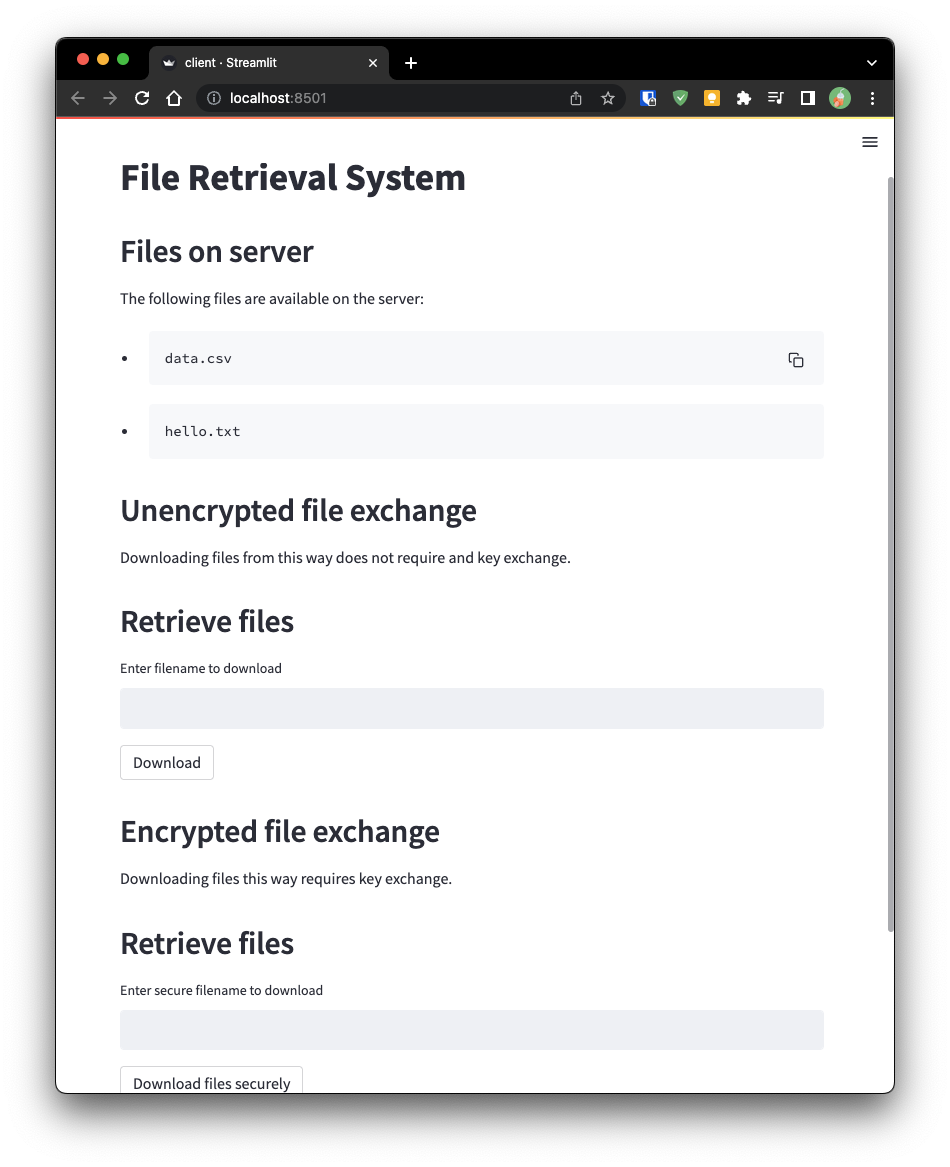 client · Streamlit
localhost:8501
File Retrieval System
Files on server
The following files are available on the server:
data.csv
hello.txt
Unencrypted file exchange
Downloading files from this way does not require and key exchange.
Retrieve files
Enter filename to download
Download
Encrypted file exchange
Downloading files this way requires key exchange.
Retrieve files
Enter secure filename to download
Download files securely